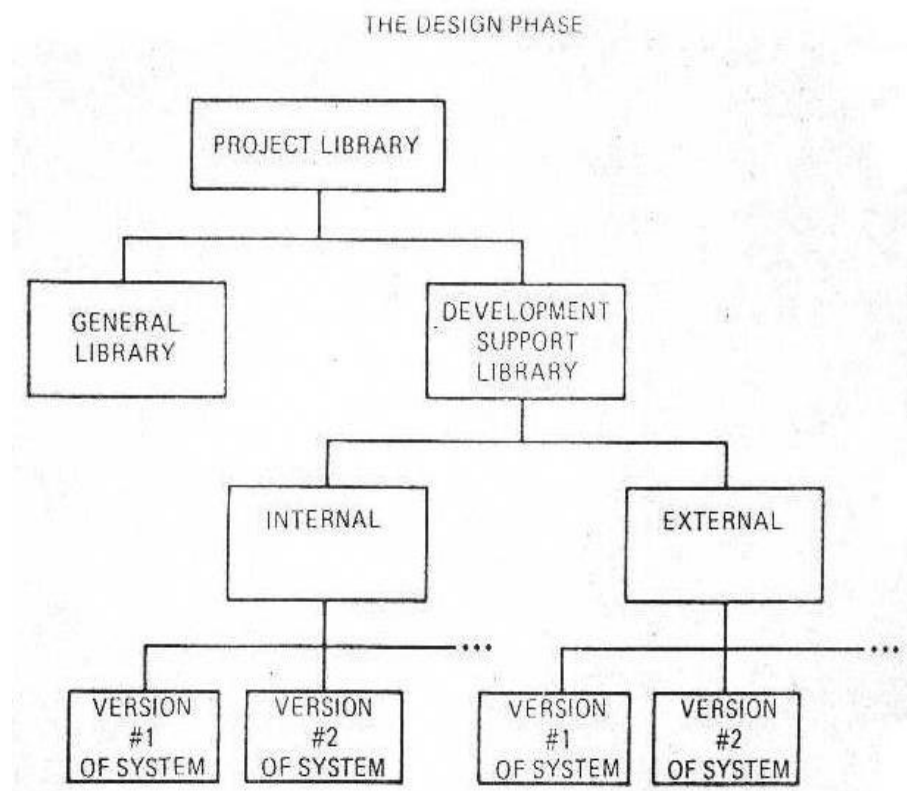 THE DESIGN PHASE
PROJECT LIBRARY
GENERAL
LIBRARY
DEVELOPMENT
SUPPORT
LIBRARY
INTERNAL
EXTERNAL
...
...
VERSION
#1
OF SYSTEM
VERSION
#2
OF SYSTEM
VERSION
#1
OF SYSTEM
VERSION
#2
OF SYSTEM